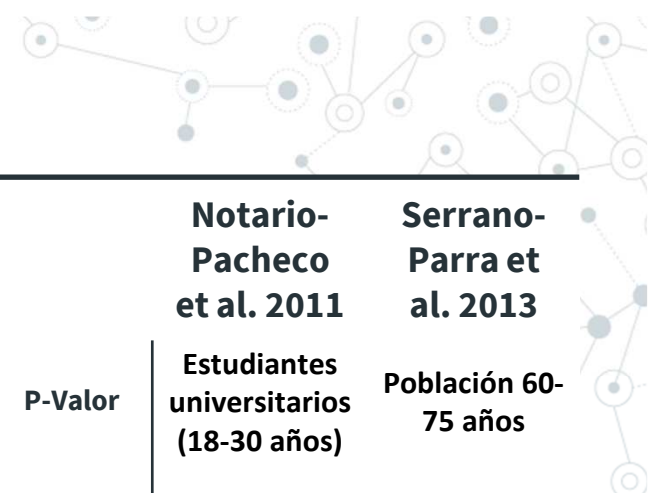 Notario-
Pacheco
et al. 2011
Serrano-
Parra et
al. 2013
P-Valor
Estudiantes
universitarios
(18-30 años)
Población 60-
75 años